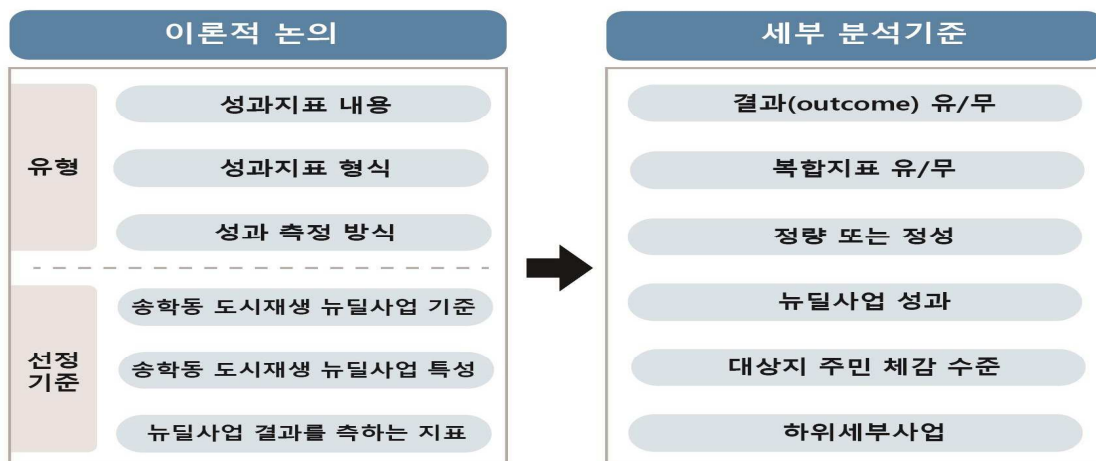 이론적 논의
유형
성과지표 내용
성과지표 형식
성과 측정 방식
선정
기준
송학동 도시재생 뉴딜사업 기준
송학동 도시재생 뉴딜사업 특성
뉴딜사업 결과를 측하는 지표
세부 분석기준
결과(outcome) 유/무
복합지표 유/무
정량 또는 정성
뉴딜사업 성과
대상지 주민 체감 수준
하위세부사업